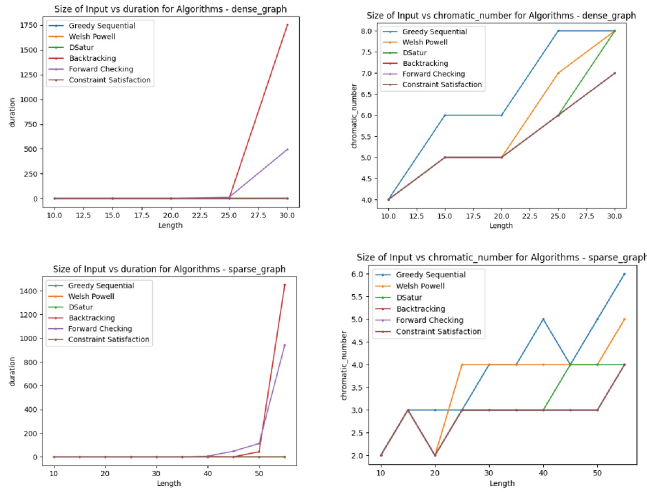 Size of Input vs duration for Algorithms - dense_graph
Greedy Sequential
Welsh Powell
DSatur
Backtracking
Forward Checking
Constraint Satisfaction
1750
1500
1250
1000
750
500
250
0
duration
10.0 12.5 15.0 17.5 20.0 22.5 25.0 27.5 30.0
Length
Size of Input vs chromatic_number for Algorithms - dense_graph
Greedy Sequential
Welsh Powell
DSatur
Backtracking
Forward Checking
Constraint Satisfaction
8.0
7.5
7.0
6.5
6.0
5.5
5.0
4.5
4.0
chromatic_number
10.0 12.5 15.0 17.5 20.0 22.5 25.0 27.5 30.0
Length
Size of Input vs duration for Algorithms - sparse_graph
Greedy Sequential
Welsh Powell
DSatur
Backtracking
Forward Checking
Constraint Satisfaction
1400
1200
1000
800
600
400
200
0
duration
10 20 30 40 50
Length
Size of Input vs chromatic_number for Algorithms - sparse_graph
Greedy Sequential
Welsh Powell
DSatur
Backtracking
Forward Checking
Constraint Satisfaction
6.0
5.5
5.0
4.5
4.0
3.5
3.0
2.5
2.0
chromatic_number
10 20 30 40 50
Length